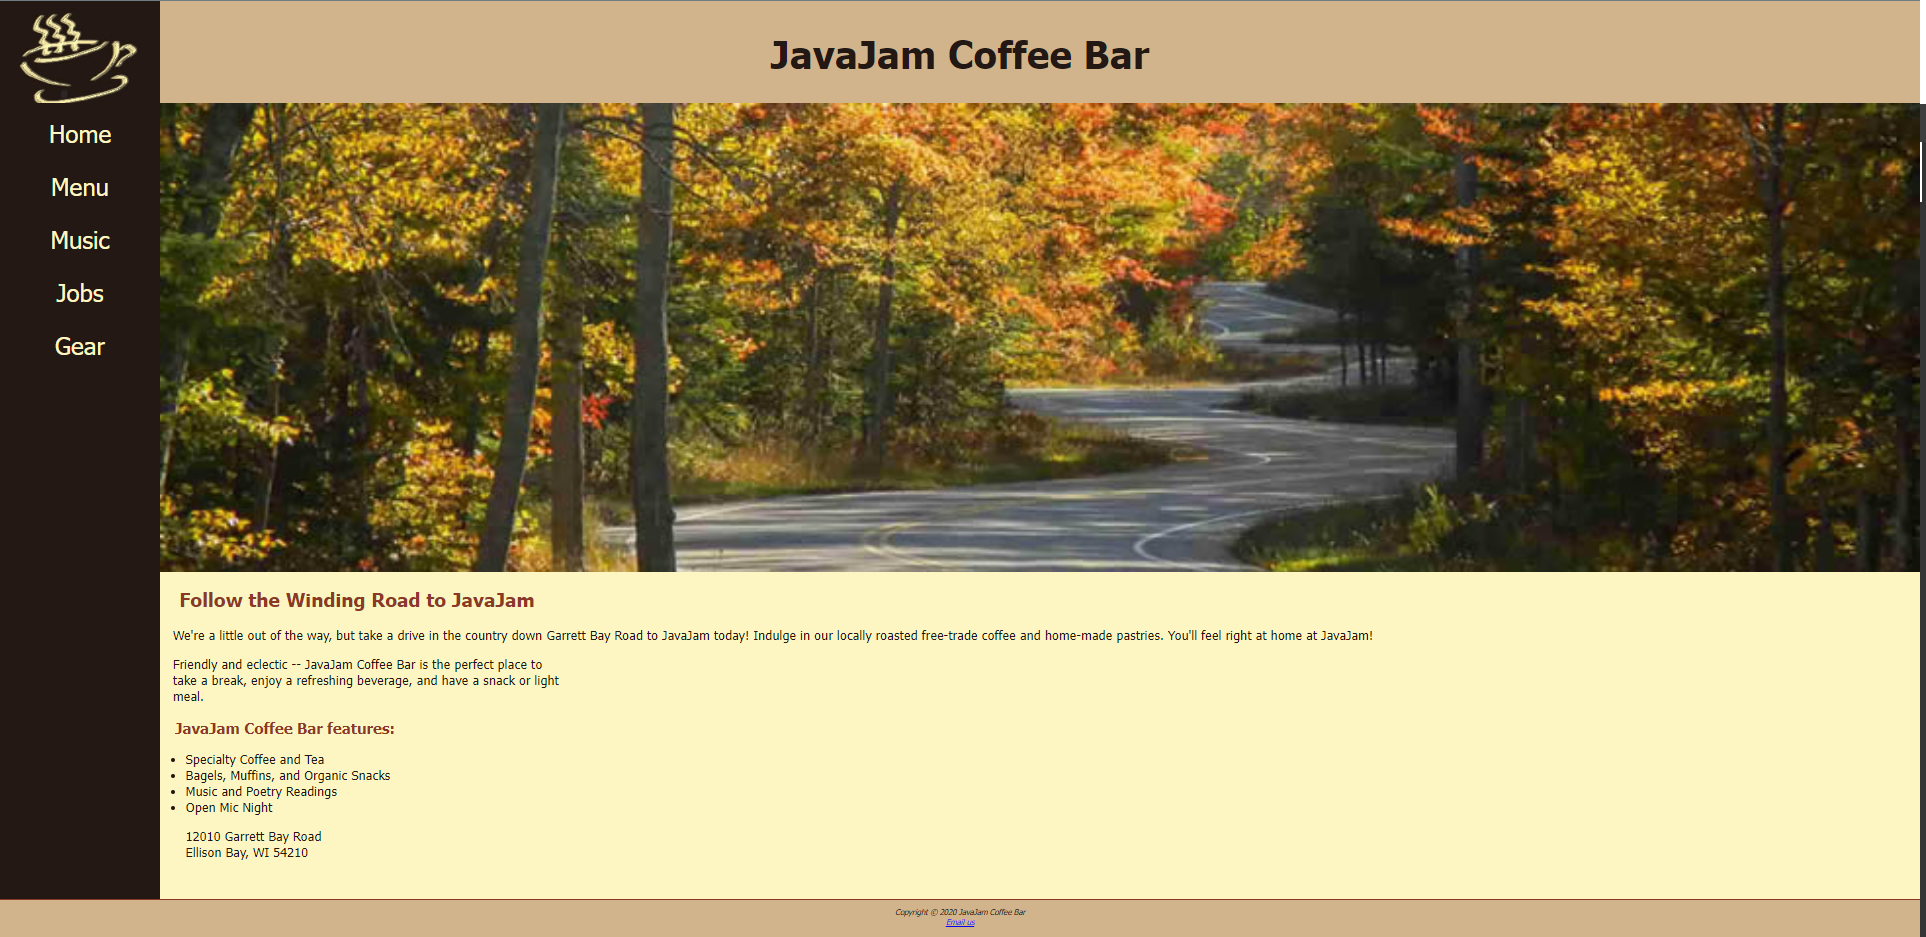 JavaJam Coffee Bar
Home
Menu
Music
Jobs
Gear
Follow the Winding Road to JavaJam
We're a little out of the way, but take a drive in the country down Garrett Bay Road to JavaJam today! Indulge in our locally roasted free-trade coffee and home-made pastries. You'll feel right at home at JavaJam!
Friendly and eclectic -- JavaJam Coffee Bar is the perfect place to
take a break, enjoy a refreshing beverage, and have a snack or light
meal.
JavaJam Coffee Bar features:
• Specialty Coffee and Tea
• Bagels, Muffins, and Organic Snacks
• Music and Poetry Readings
• Open Mic Night
12010 Garrett Bay Road
Ellison Bay, WI 54210
Copyright © 2020 JavaJam Coffee Bar
Email us